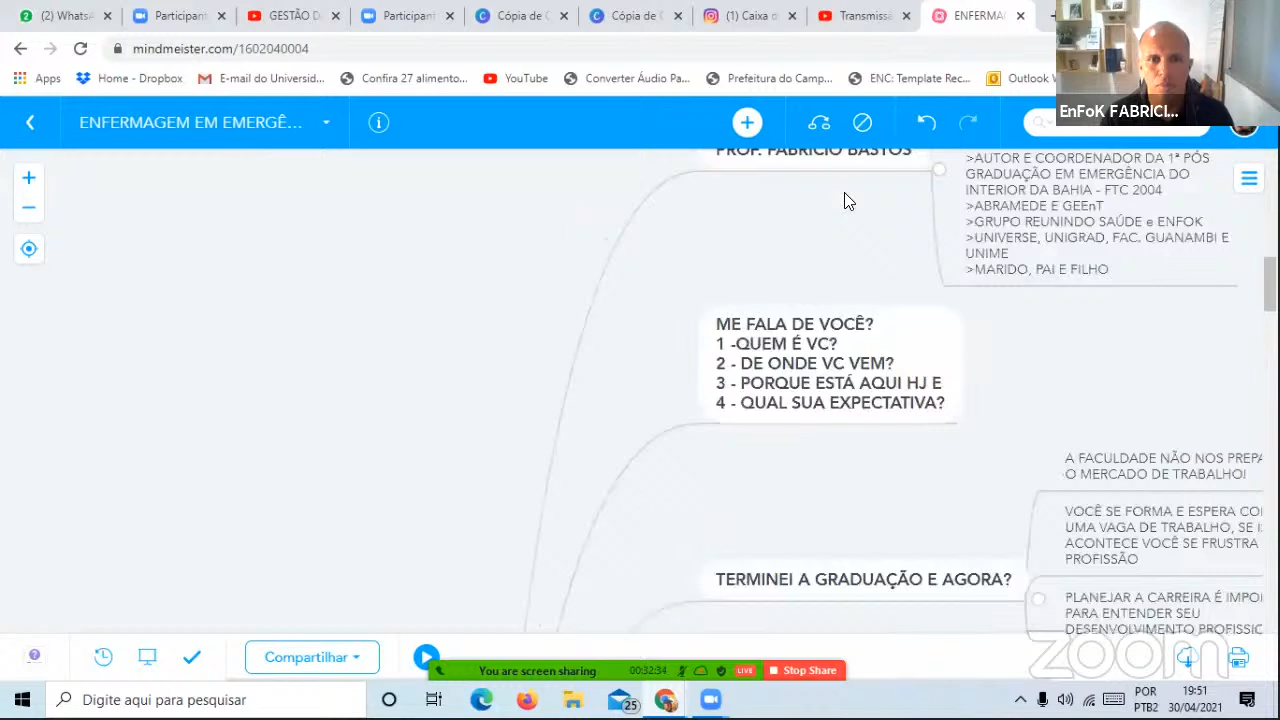 (2) WhatsA
Participant
GESTÃO D
Participant
Cópia de C
Cópia de C
(1) Caixa d
Transmissã
ENFERMA
mindmeister.com/1602040004
Apps
Home - Dropbox
E-mail do Universid...
Confira 27 alimento...
YouTube
Converter Áudio Pa...
Prefeitura do Camp...
ENC: Template Rec...
Outlook W
EnFoK FABRICI...
ENFERMAGEM EM EMERGÊ...
PROF. FABRICIO BASTOS
>AUTOR E COORDENADOR DA 1ª PÓS
GRADUAÇÃO EM EMERGÊNCIA DO
INTERIOR DA BAHIA - FTC 2004
>ABRAMEDE E GEEnT
>GRUPO REUNINDO SAÚDE e ENFOK
>UNIVERSE, UNIGRAD, FAC. GUANAMBI E
UNIME
>MARIDO, PAI E FILHO
ME FALA DE VOCÊ?
1 -QUEM É VC?
2 - DE ONDE VC VEM?
3 - PORQUE ESTÁ AQUI HJ E
4 - QUAL SUA EXPECTATIVA?
A FACULDADE NÃO NOS PREPA
O MERCADO DE TRABALHO!
VOCÊ SE FORMA E ESPERA CO
UMA VAGA DE TRABALHO, SE I
ACONTECE VOCÊ SE FRUSTRA
PROFISSÃO
TERMINEI A GRADUAÇÃO E AGORA?
PLANEJAR A CARREIRA É IMPO
PARA ENTENDER SEU
DESENVOLVIMENTO PROFISSIO
Compartilhar
zoom
You are screen sharing
00:32:34
LIVE
Stop Share
Digite aqui para pesquisar
25
POR
PTB2
19:51
30/04/2021